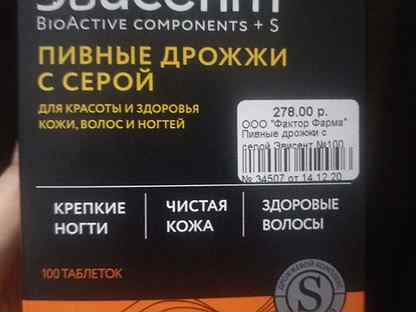 Эвисент
BIOACTIVE COMPONENTS + S
ПИВНЫЕ ДРОЖЖИ
С СЕРОЙ
ДЛЯ КРАСОТЫ И ЗДОРОВЬЯ
КОЖИ, ВОЛОС И НОГТЕЙ
278.00 р.
ООО "Фактор Фарма"
Пивные дрожжи с
серой Эвисент №100
№ 34507 от 14.12.20
КРЕПКИЕ
НОГТИ
ЧИСТАЯ
КОЖА
ЗДОРОВЫЕ
ВОЛОСЫ
100 ТАБЛЕТОК
S